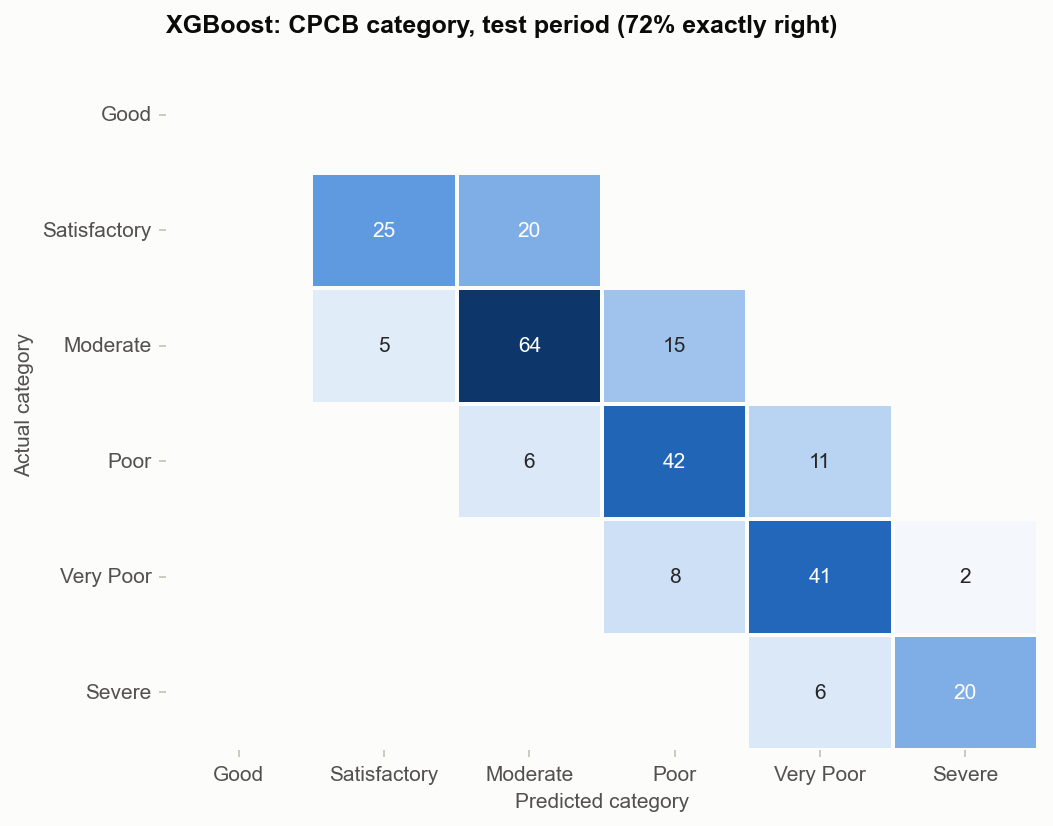 XGBoost: CPCB category, test period (72% exactly right)
Good
Satisfactory 25 20
Moderate 5 64 15
Poor 6 42 11
Very Poor 8 41 2
Severe 6 20
Actual category
Good Satisfactory Moderate Poor Very Poor Severe
Predicted category